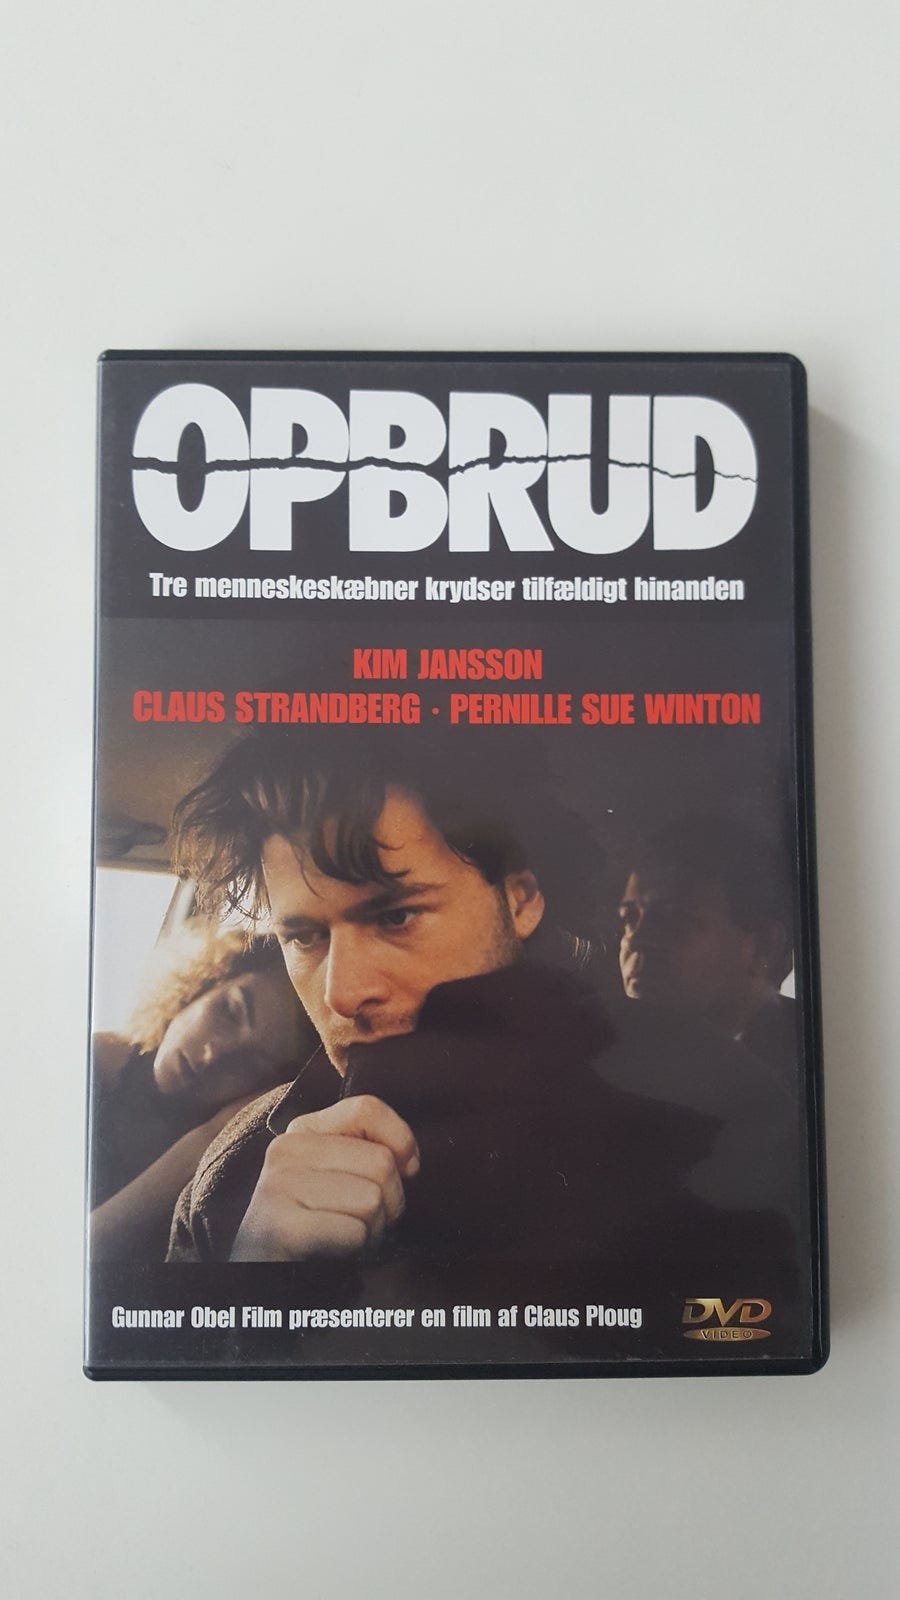 OPBRUD
Tre menneskeskæbner krydser tilfældigt hinanden
KIM JANSSON
CLAUS STRANDBERG · PERNILLE SUE WINTON
Gunnar Obel Film præsenterer en film af Claus Ploug
DVD
VIDEO